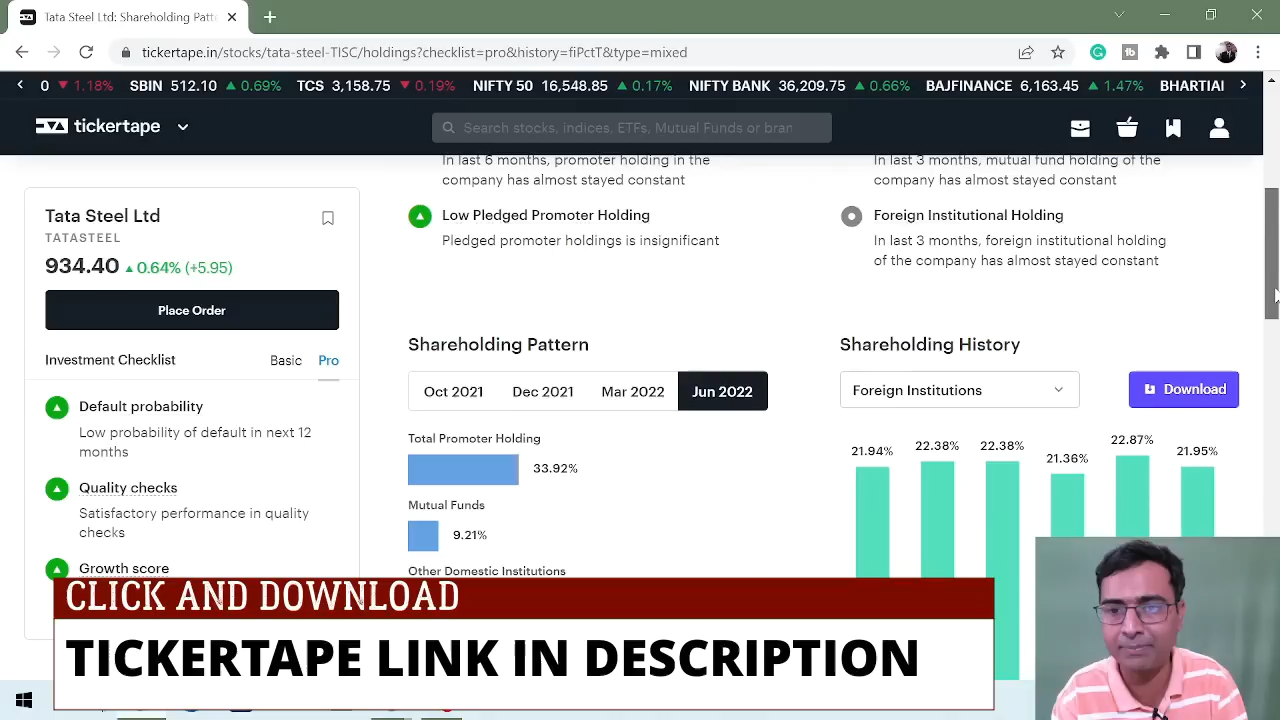 Tickertape Stocks Tata Steel Ltd: Shareholding
tickertape.in/stocks/tata-steel-TISC/holdings?checklist=pro&history=fiPctT&type=mixed
0 ▼ 1.18% SBIN 512.10 ▲ 0.69% TCS 3,158.75 ▼ 0.19% NIFTY 50 16,548.85 ▲ 0.17% NIFTY BANK 36,209.75 ▲ 0.66% BAJFINANCE 6,163.45 ▲ 1.47% BHARTIAI
tickertape
Search stocks, indices, ETFs, Mutual Funds or bran
In last 6 months, promoter holding in the
company has almost stayed constant
In last 3 months, mutual fund holding of the
company has almost stayed constant
Low Pledged Promoter Holding
Pledged promoter holdings is insignificant
Foreign Institutional Holding
In last 3 months, foreign institutional holding
of the company has almost stayed constant
Tata Steel Ltd
TATASTEEL
934.40 ▲ 0.64% (+5.95)
Place Order
Investment Checklist Basic Pro
Default probability
Low probability of default in next 12
months
Quality checks
Satisfactory performance in quality
checks
Growth score
Shareholding Pattern
Oct 2021 Dec 2021 Mar 2022 Jun 2022
Total Promoter Holding
33.92%
Mutual Funds
9.21%
Other Domestic Institutions
Shareholding History
Foreign Institutions Download
21.94% 22.38% 22.38% 21.36% 22.87% 21.95%
CLICK AND DOWNLOAD
TICKERTAPE LINK IN DESCRIPTION